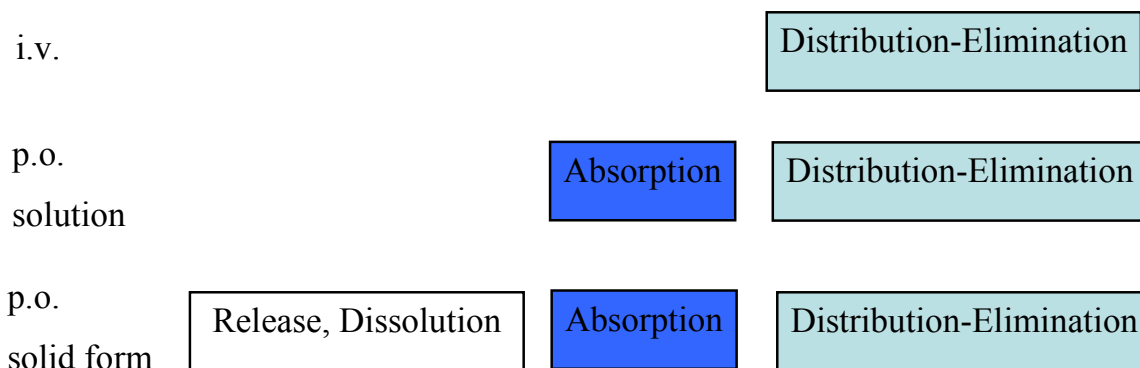 i.v.
Distribution-Elimination
p.o.
solution
Absorption
Distribution-Elimination
p.o.
solid form
Release, Dissolution
Absorption
Distribution-Elimination